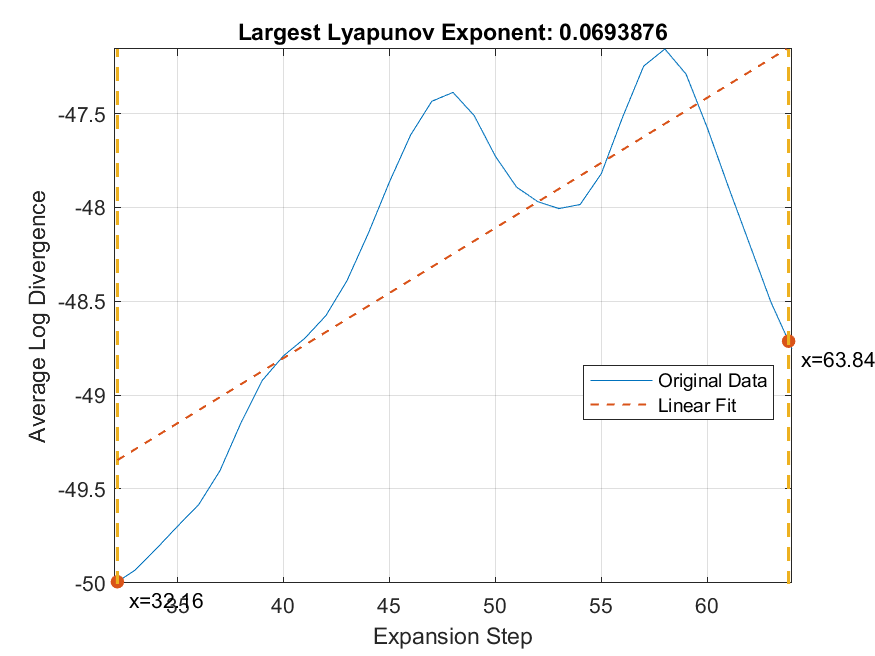 Largest Lyapunov Exponent: 0.0693876
Average Log Divergence
-47.5
-48
-48.5
-49
-49.5
-50
x=63.84
Original Data
Linear Fit
x=32.16
35
40
45
50
55
60
Expansion Step